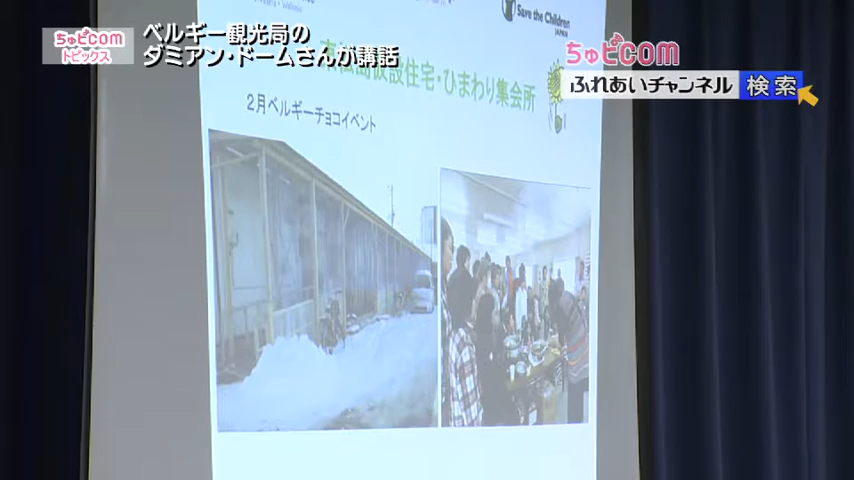 ちゅピCOM
トピックス
ベルギー観光局の
ダミアン・ドームさんが講話
Save the Children
JAPAN
ちゅピCOM
ふれあいチャンネル 検索
東松島仮設住宅・ひまわり集会所
2月ベルギーチョコイベント